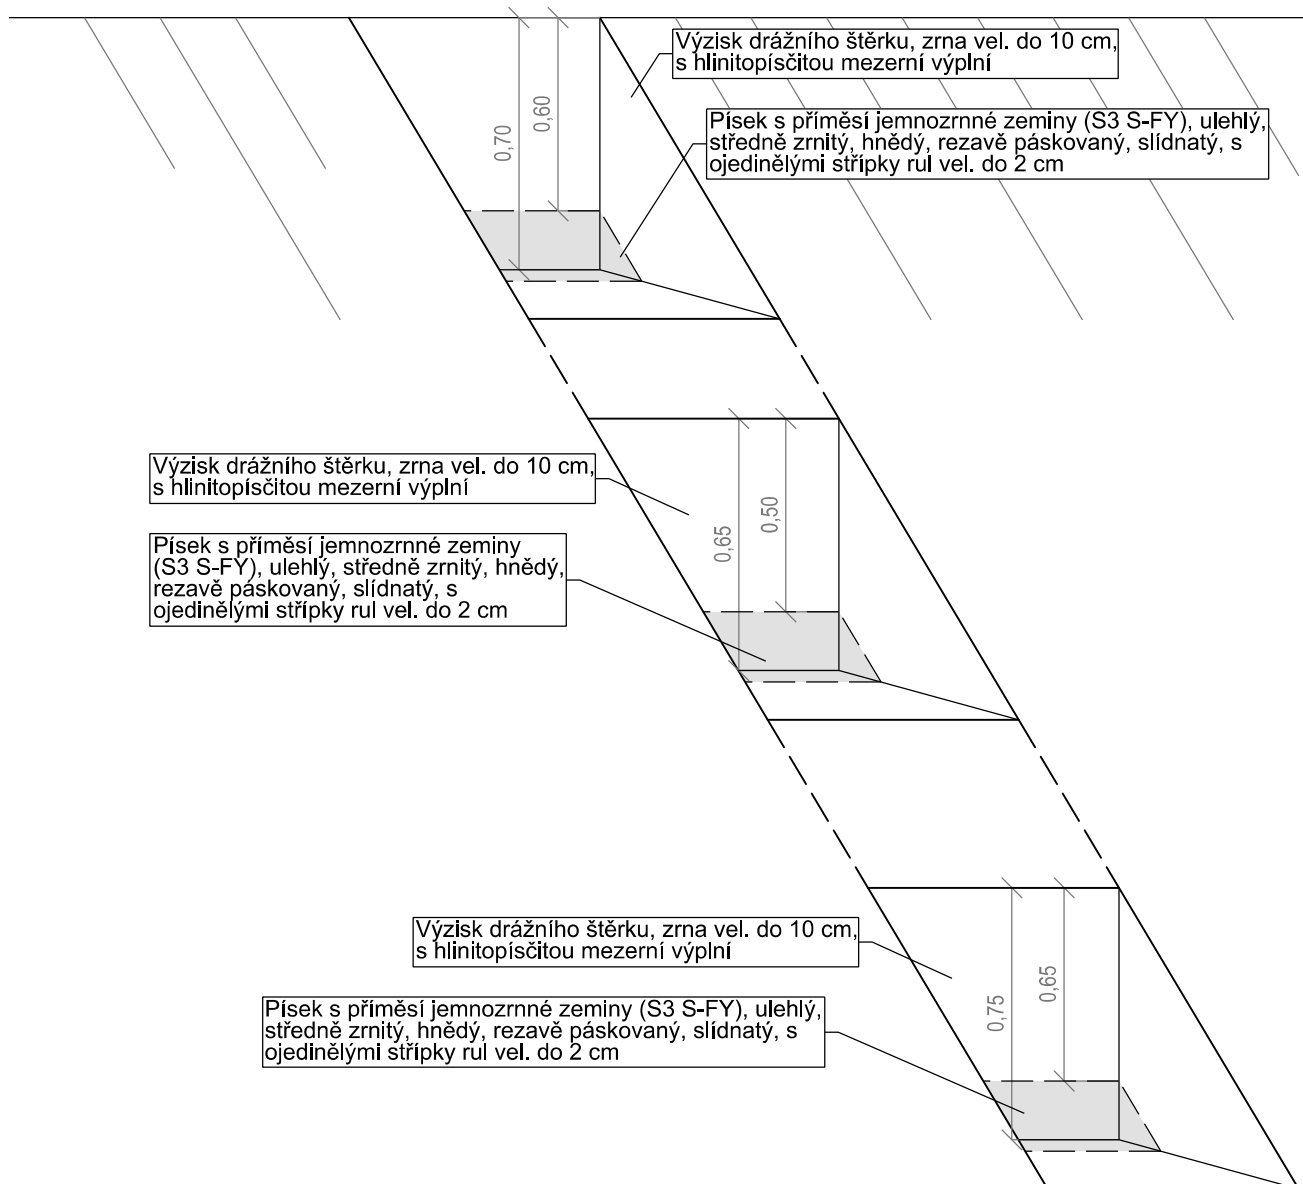 Výzisk drážního štěrku, zrna vel. do 10 cm,
s hlinitopísčitou mezerní výplní
0,60
0,70
Písek s příměsí jemnozrnné zeminy (S3 S-FY), ulehlý,
středně zrnitý, hnědý, rezavě páskovaný, slídnatý, s
ojedinělými střípky rul vel. do 2 cm
Výzisk drážního štěrku, zrna vel. do 10 cm,
s hlinitopísčitou mezerní výplní
0,50
0,65
Písek s příměsí jemnozrnné zeminy
(S3 S-FY), ulehlý, středně zrnitý, hnědý,
rezavě páskovaný, slídnatý, s
ojedinělými střípky rul vel. do 2 cm
Výzisk drážního štěrku, zrna vel. do 10 cm,
s hlinitopísčitou mezerní výplní
0,65
0,75
Písek s příměsí jemnozrnné zeminy (S3 S-FY), ulehlý,
středně zrnitý, hnědý, rezavě páskovaný, slídnatý, s
ojedinělými střípky rul vel. do 2 cm